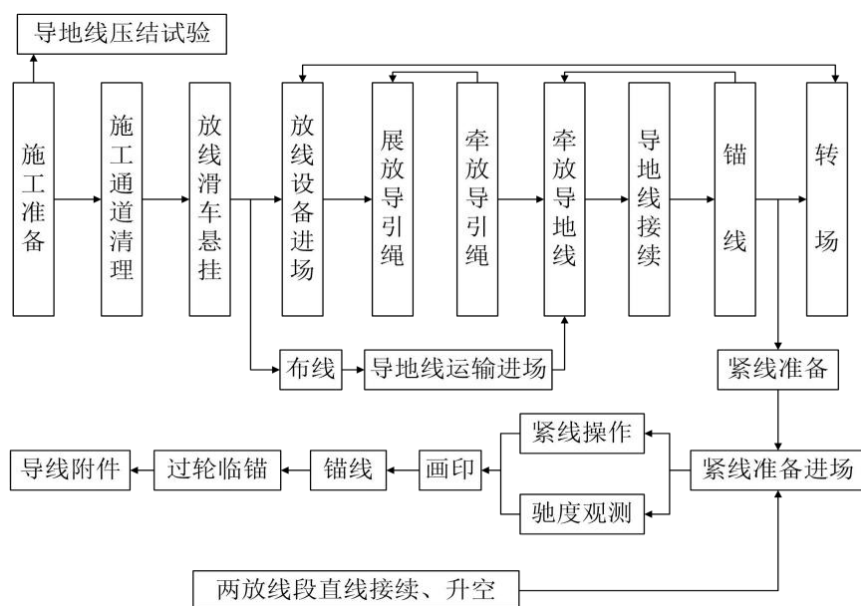 导地线压结试验
施工准备
施工通道清理
放线滑车悬挂
放线设备进场
展放导引绳
牵放导引绳
牵放导地线
导地线接续
锚线
转场
布线
导地线运输进场
紧线准备
紧线操作
导线附件
过轮临锚
锚线
画印
紧线准备进场
驰度观测
两放线段直线接续、升空